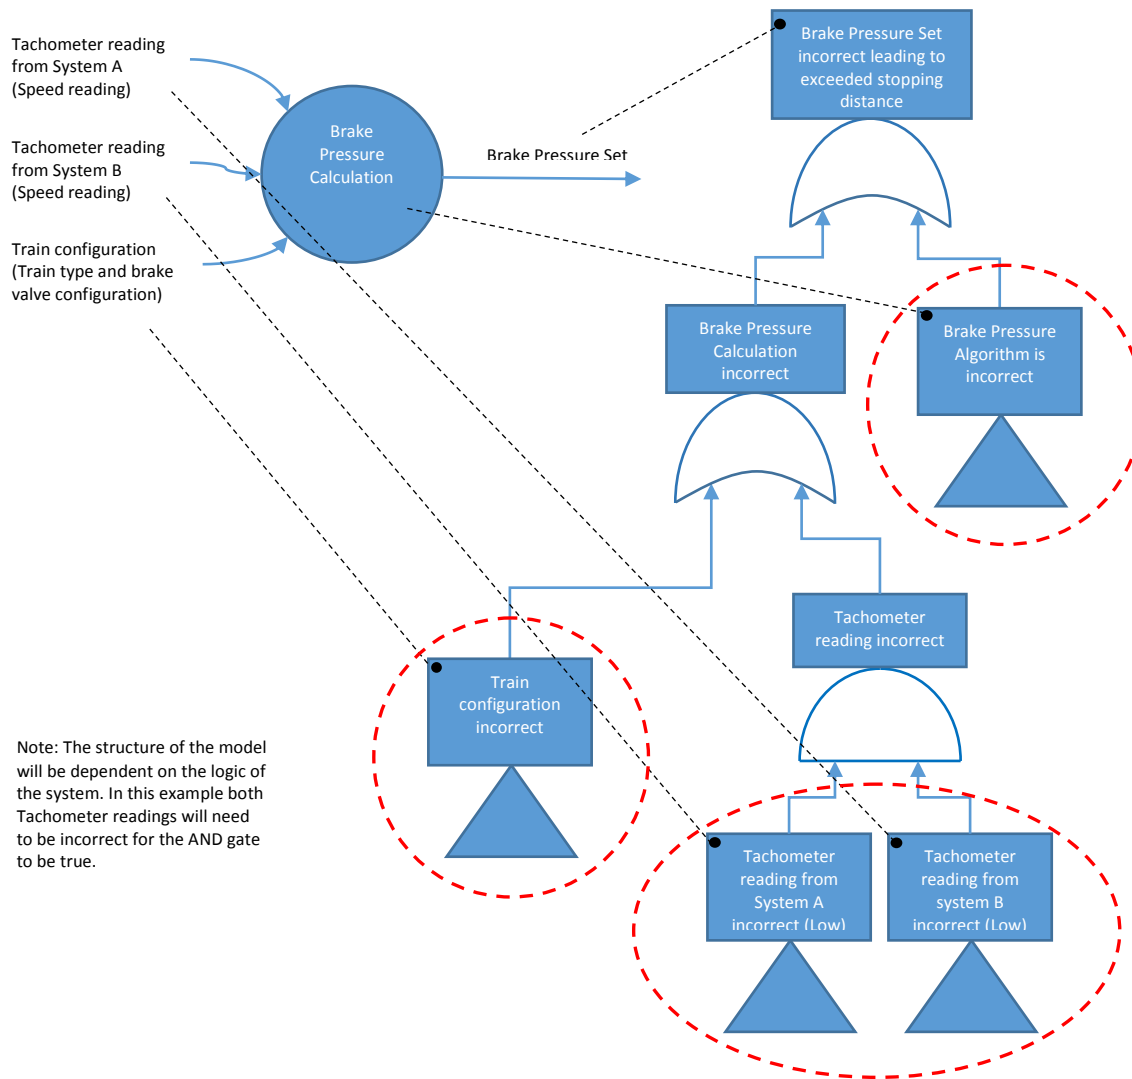 Tachometer reading
from System A
(Speed reading)
Tachometer reading
from System B
(Speed reading)
Train configuration
(Train type and brake
valve configuration)
Brake
Pressure
Calculation
Brake Pressure Set
Brake Pressure Set
incorrect leading to
exceeded stopping
distance
Brake Pressure
Calculation
incorrect
Brake Pressure
Algorithm is
incorrect
Tachometer
reading incorrect
Train
configuration
incorrect
Note: The structure of the model
will be dependent on the logic of
the system. In this example both
Tachometer readings will need
to be incorrect for the AND gate
to be true.
Tachometer
reading from
System A
incorrect (Low)
Tachometer
reading from
system B
incorrect (Low)